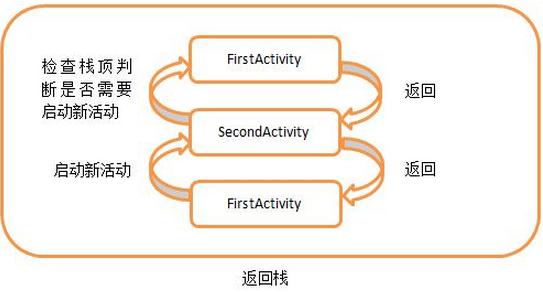 FirstActivity
检查栈顶判
断是否需要
启动新活动
返回
SecondActivity
启动新活动
返回
FirstActivity
返回栈